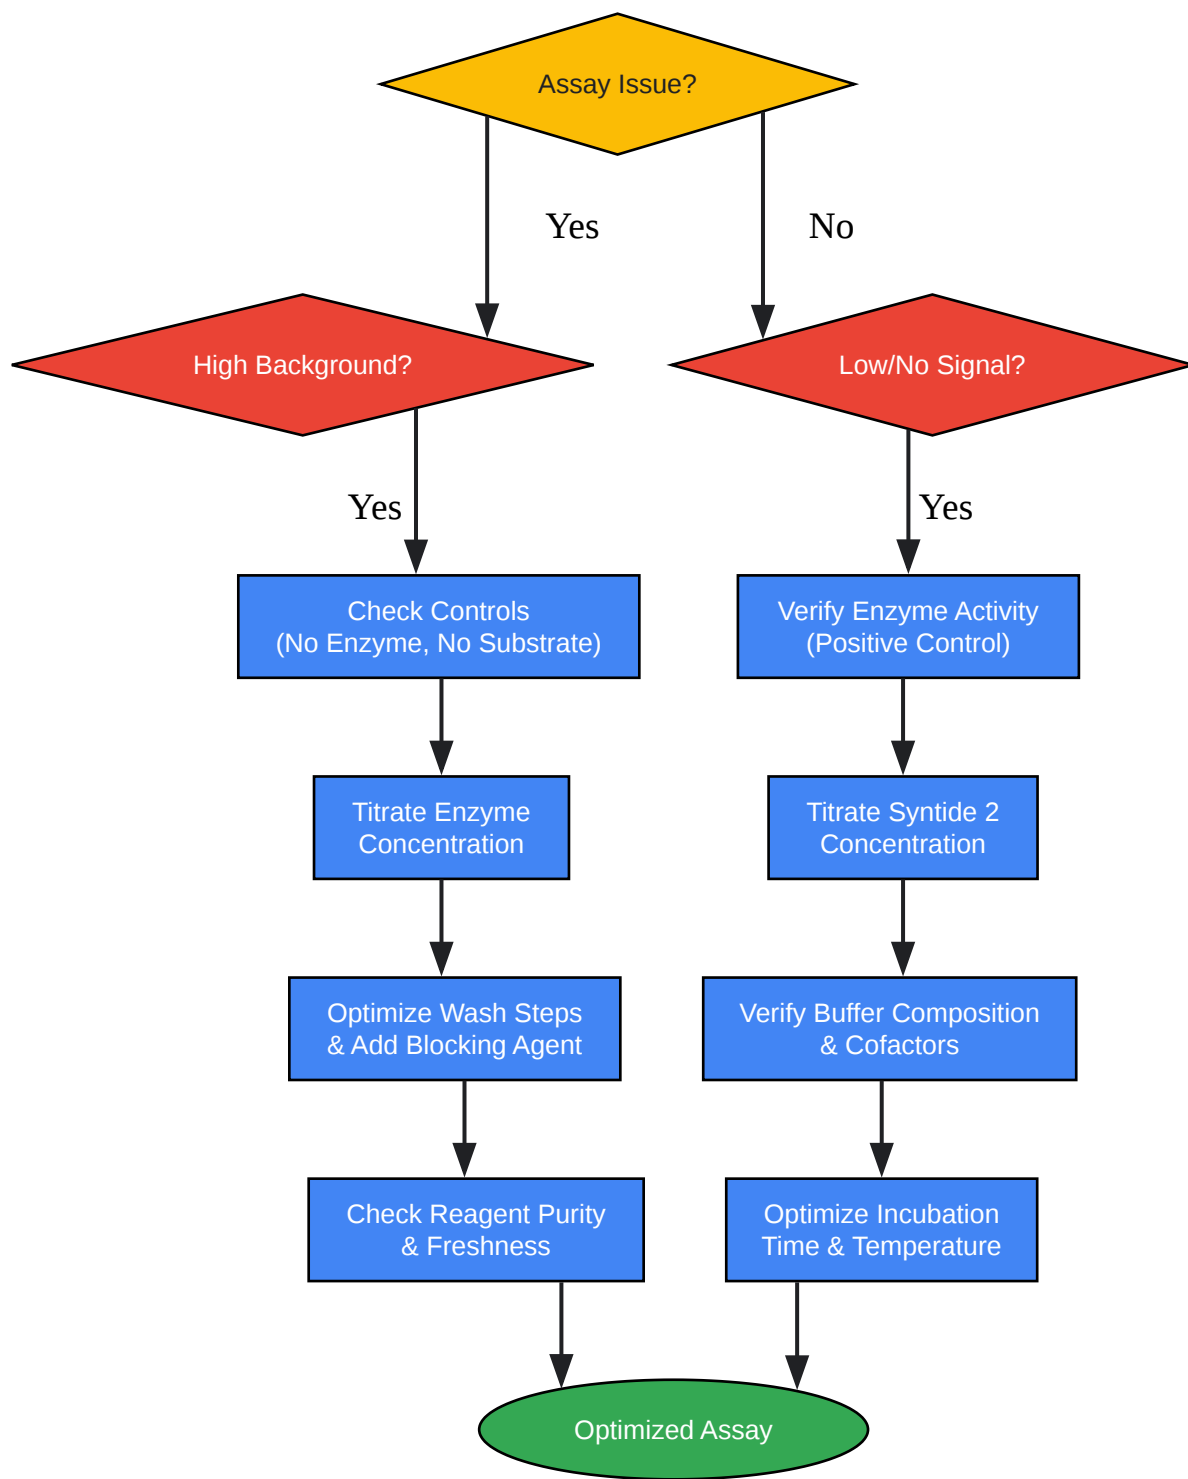 Assay Issue?
Yes
No
High Background?
Low/No Signal?
Yes
Yes
Check Controls
(No Enzyme, No Substrate)
Verify Enzyme Activity
(Positive Control)
Titrate Enzyme
Concentration
Titrate Syntide 2
Concentration
Optimize Wash Steps
& Add Blocking Agent
Verify Buffer Composition
& Cofactors
Check Reagent Purity
& Freshness
Optimize Incubation
Time & Temperature
Optimized Assay